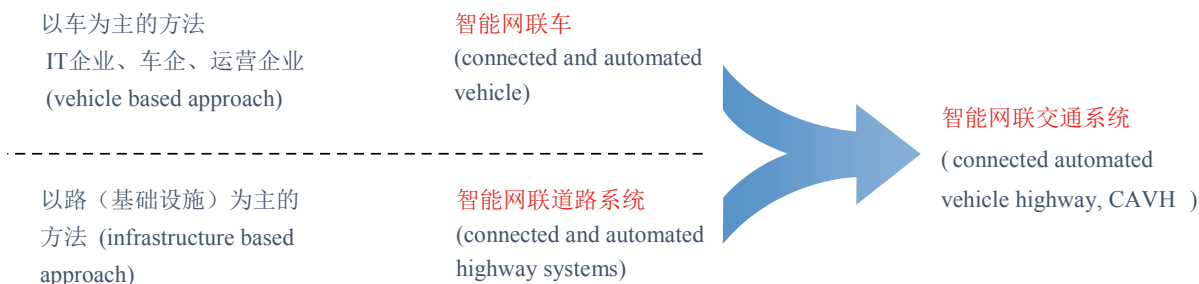 以车为主的方法
IT企业、车企、运营企业
(vehicle based approach)
智能网联车
(connected and automated
vehicle)
以路（基础设施）为主的
方法 (infrastructure based
approach)
智能网联道路系统
(connected and automated
highway systems)
智能网联交通系统
( connected automated
vehicle highway, CAVH )